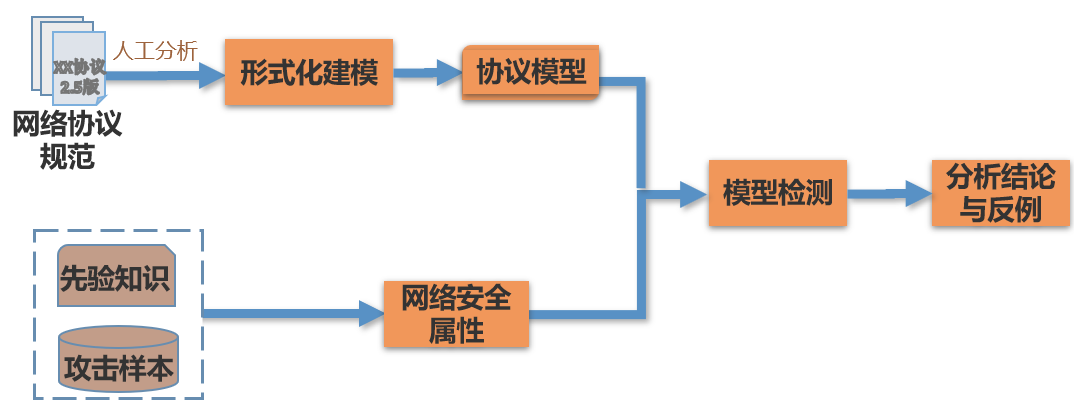 人工分析
XX协议
2.5版
网络协议
规范
形式化建模
协议模型
模型检测
分析结论
与反例
先验知识
攻击样本
网络安全
属性